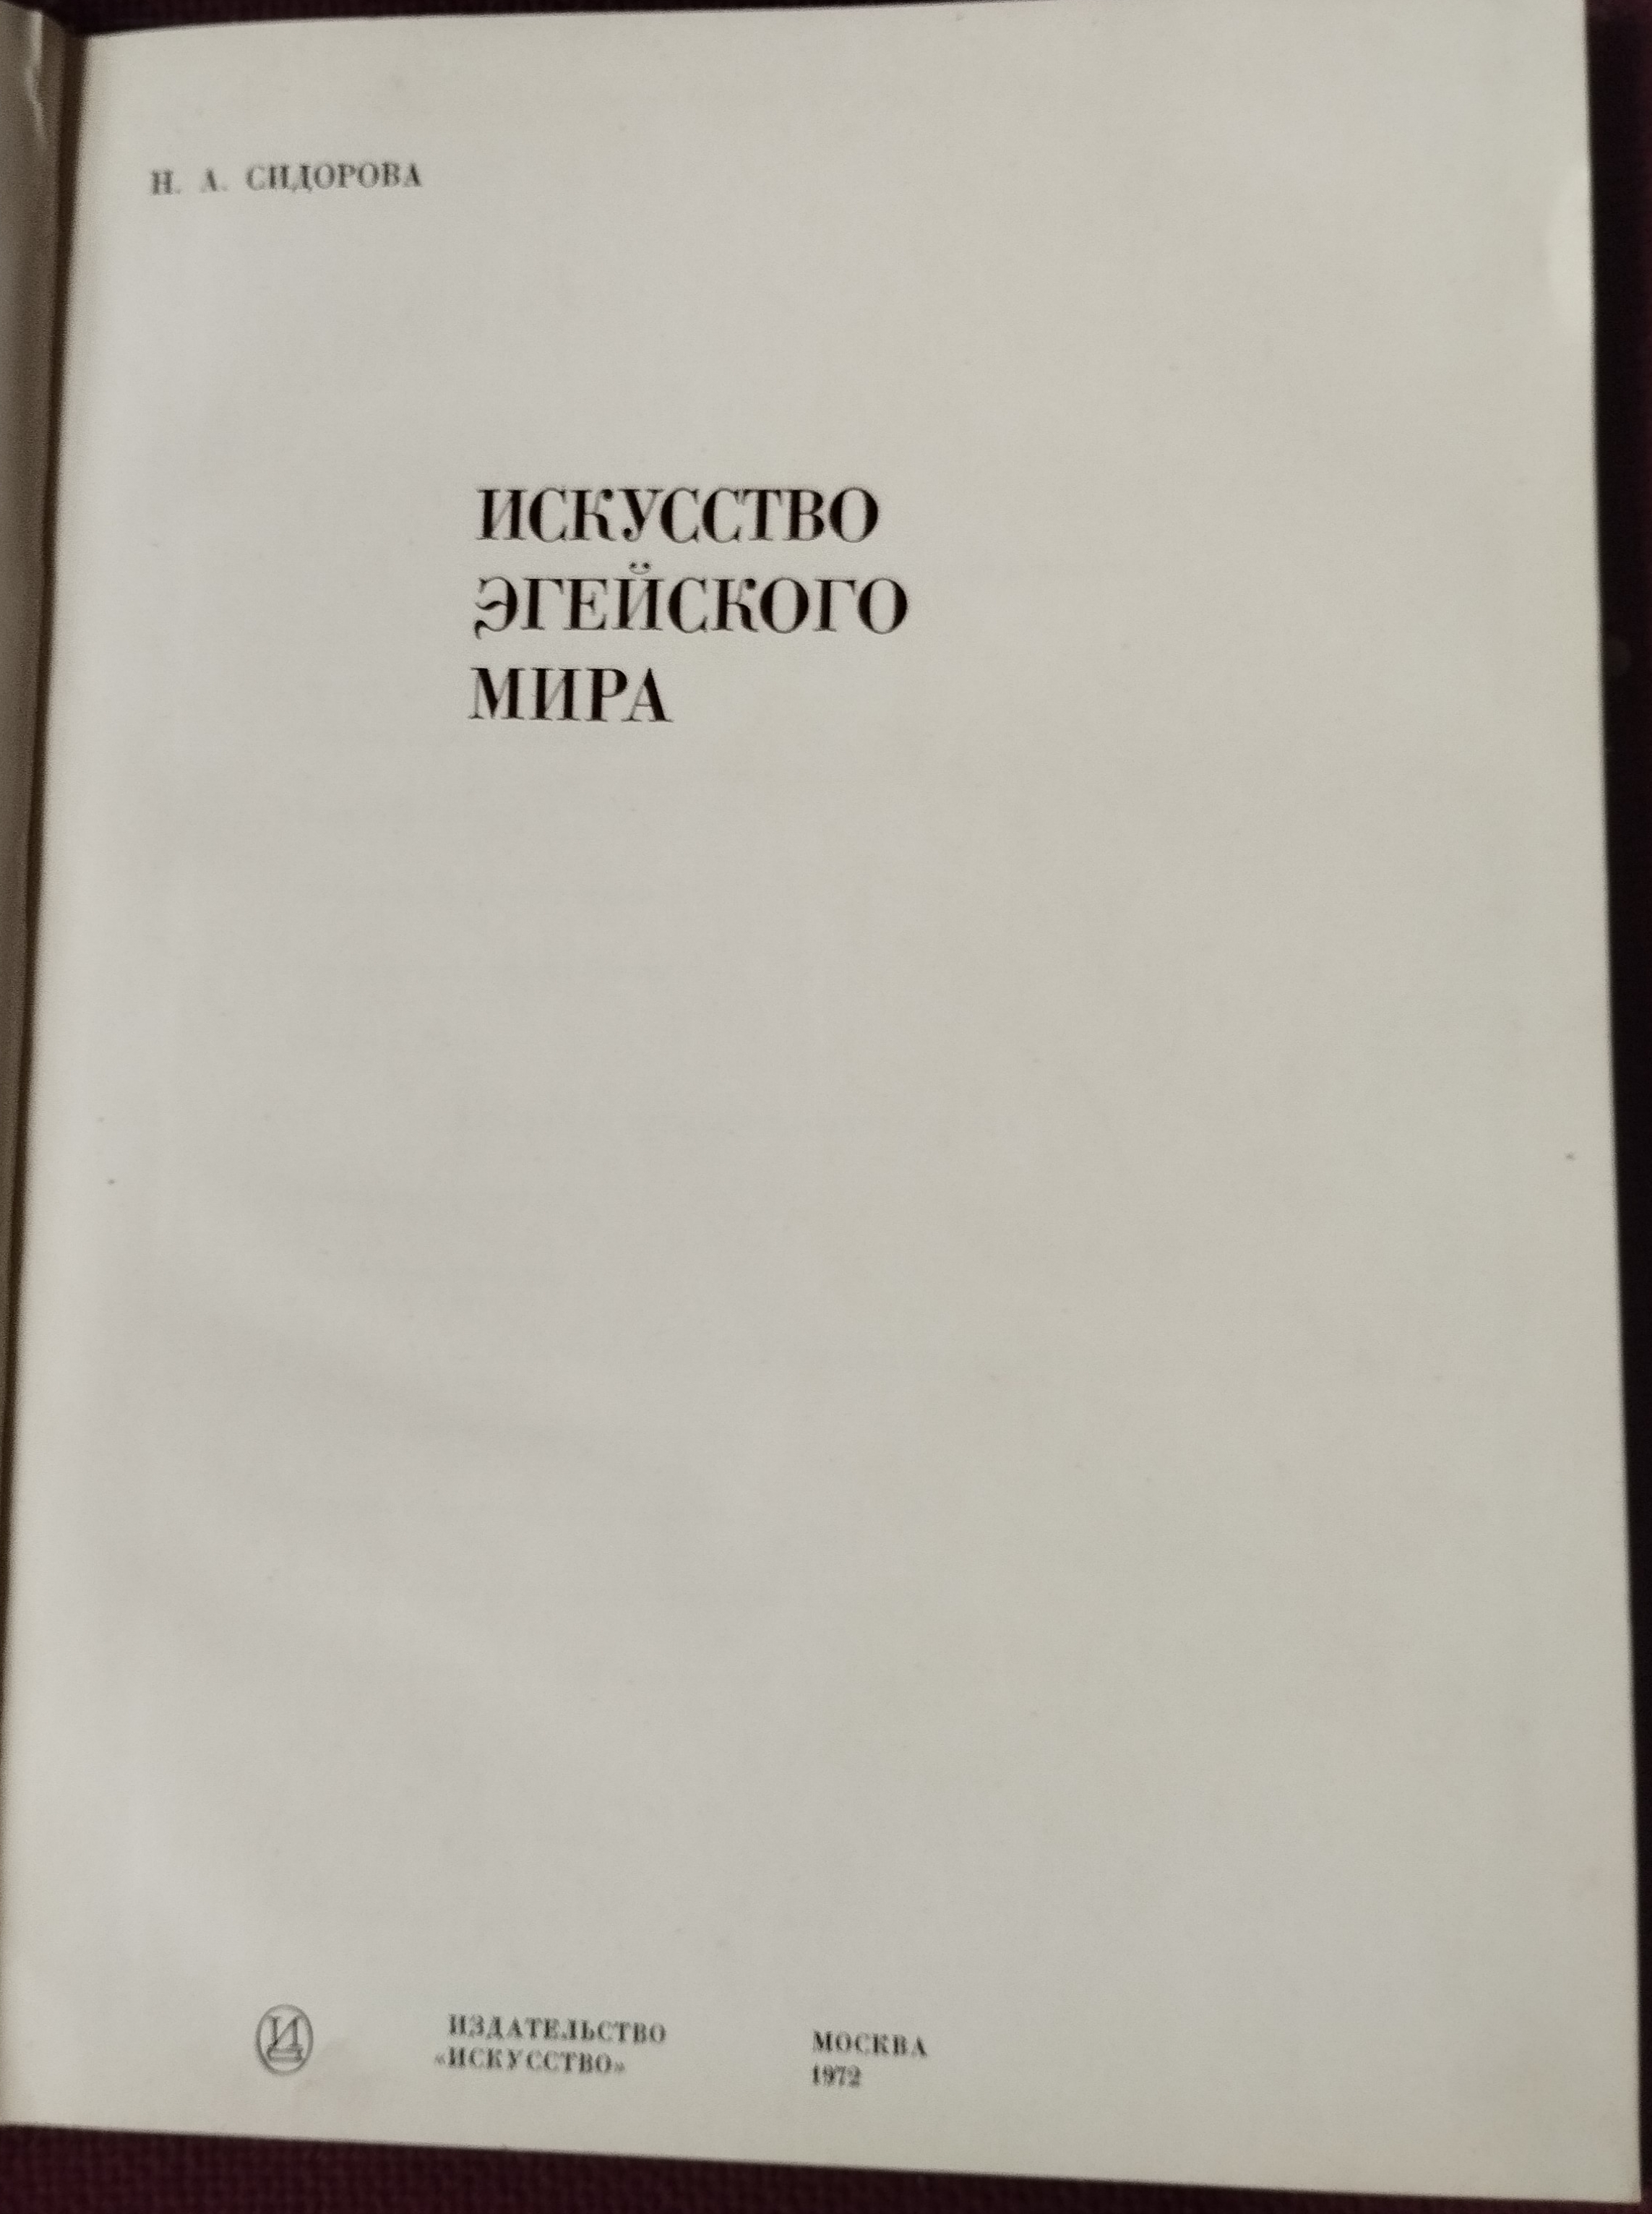 Н. А. СИДОРОВА
ИСКУССТВО
ЭГЕЙСКОГО
МИРА
ИЗДАТЕЛЬСТВО
«ИСКУССТВО»
МОСКВА
1972